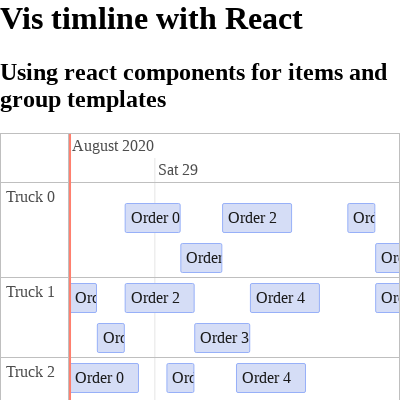 Vis timline with React
Using react components for items and
group templates
August 2020
Sat 29
Truck 0
Order 0
Order 2
Orc
Order
Or
Truck 1
Orc
Order 2
Order 4
Or
Orc
Order 3
Truck 2
Order 0
Orc
Order 4